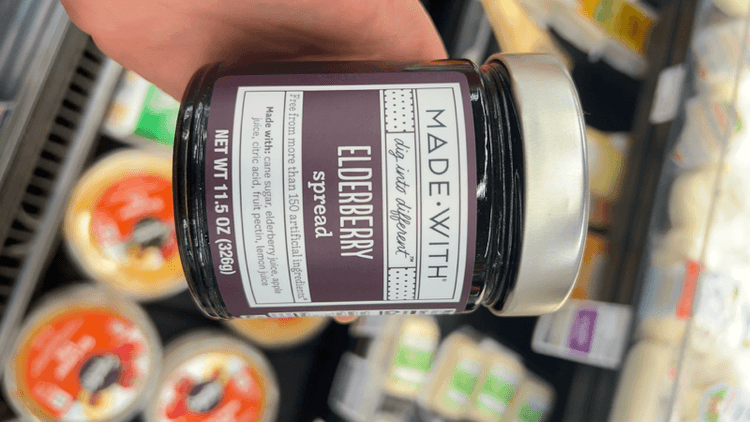 MADE·WITH®
dig into different™
ELDERBERRY
spread
Free from more than 150 artificial ingredients*
Made with: cane sugar, elderberry juice, apple
juice, citric acid, fruit pectin, lemon juice
NET WT 11.5 OZ (326g)